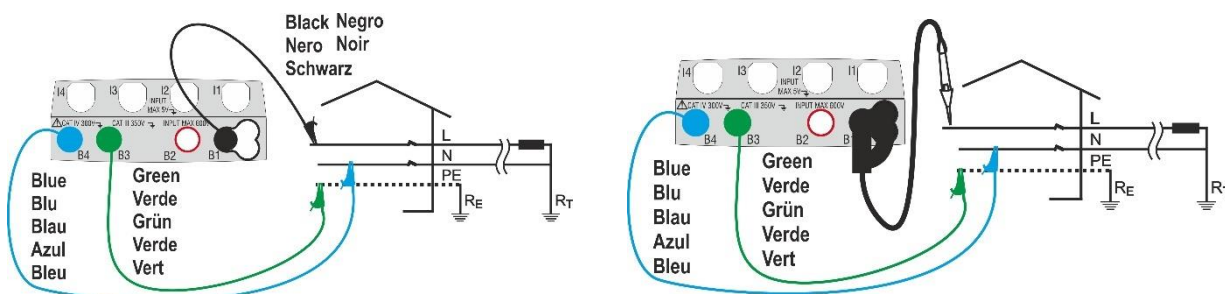 Black Negro
Nero Noir
Schwarz
I4 I3 I2 I1
INPUT
MAX 5V
CAT IV 300V CAT III 350V INPUT MAX 600V
B4 B3 B2 B1
L
N
PE
RE
RT
Blue
Blu
Blau
Azul
Bleu
Green
Verde
Grün
Verde
Vert
I4 I3 I2 I1
INPUT
MAX 5V
CAT IV 300V CAT III 350V INPUT MAX 600V
B4 B3 B2
L
N
PE
RE
Blue
Blu
Blau
Azul
Bleu
Green
Verde
Grün
Verde
Vert